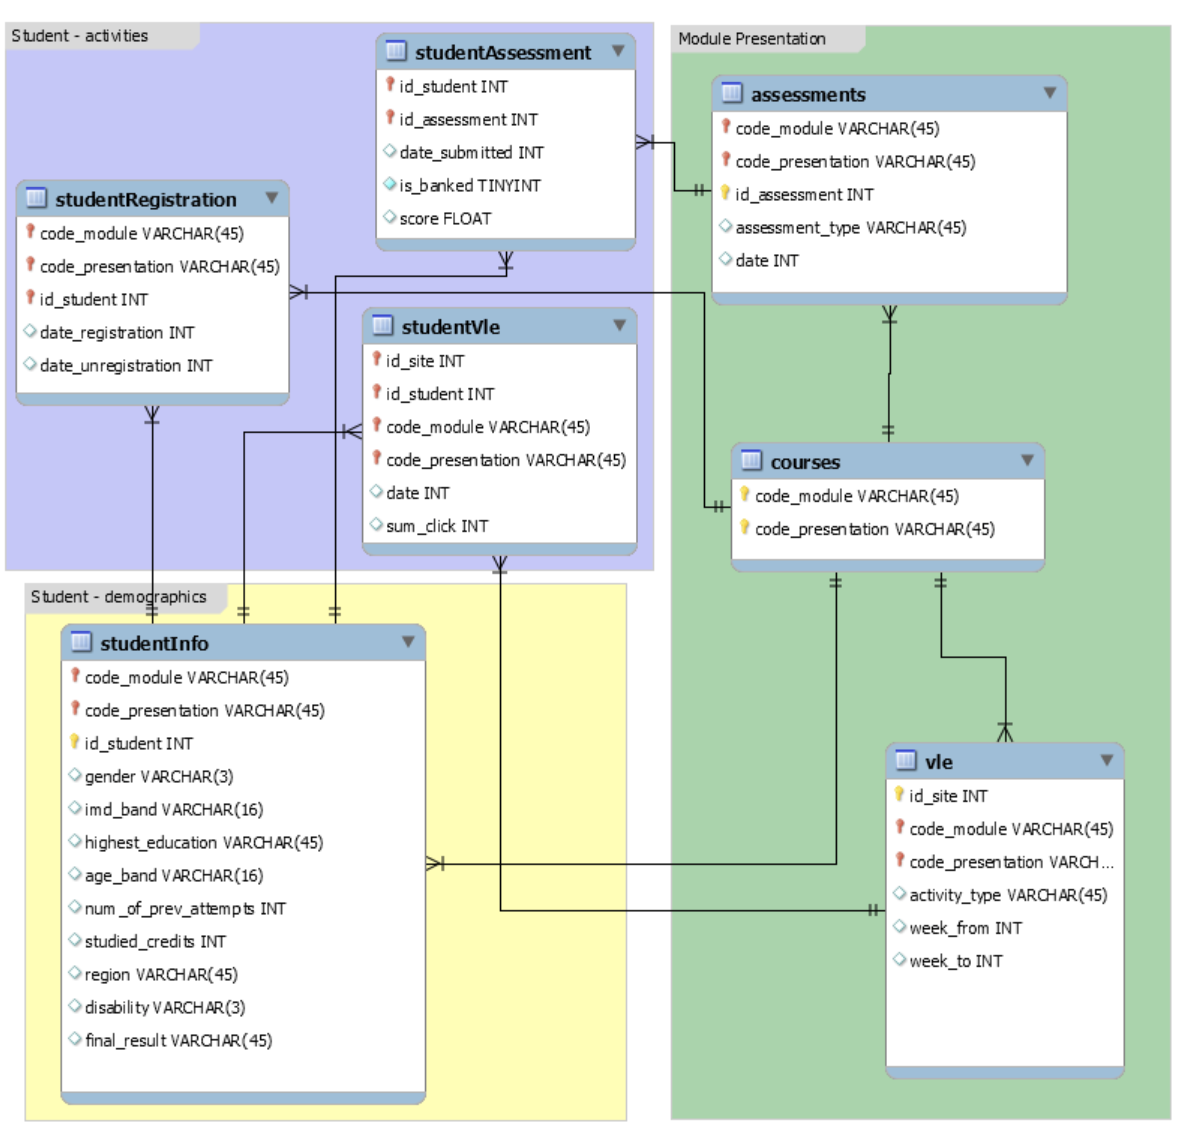 Student - activities
studentAssessment
id_student INT
id_assessment INT
date_submitted INT
is_banked TINYINT
score FLOAT
studentRegistration
code_module VARCHAR(45)
code_presentation VARCHAR(45)
id_student INT
date_registration INT
date_unregistration INT
studentVle
id_site INT
id_student INT
code_module VARCHAR(45)
code_presentation VARCHAR(45)
date INT
sum_click INT
Student - demographics
studentInfo
code_module VARCHAR(45)
code_presentation VARCHAR(45)
id_student INT
gender VARCHAR(3)
imd_band VARCHAR(16)
highest_education VARCHAR(45)
age_band VARCHAR(16)
num_of_prev_attempts INT
studied_credits INT
region VARCHAR(45)
disability VARCHAR(3)
final_result VARCHAR(45)
Module Presentation
assessments
code_module VARCHAR(45)
code_presentation VARCHAR(45)
id_assessment INT
assessment_type VARCHAR(45)
date INT
courses
code_module VARCHAR(45)
code_presentation VARCHAR(45)
vle
id_site INT
code_module VARCHAR(45)
code_presentation VARCH...
activity_type VARCHAR(45)
week_from INT
week_to INT